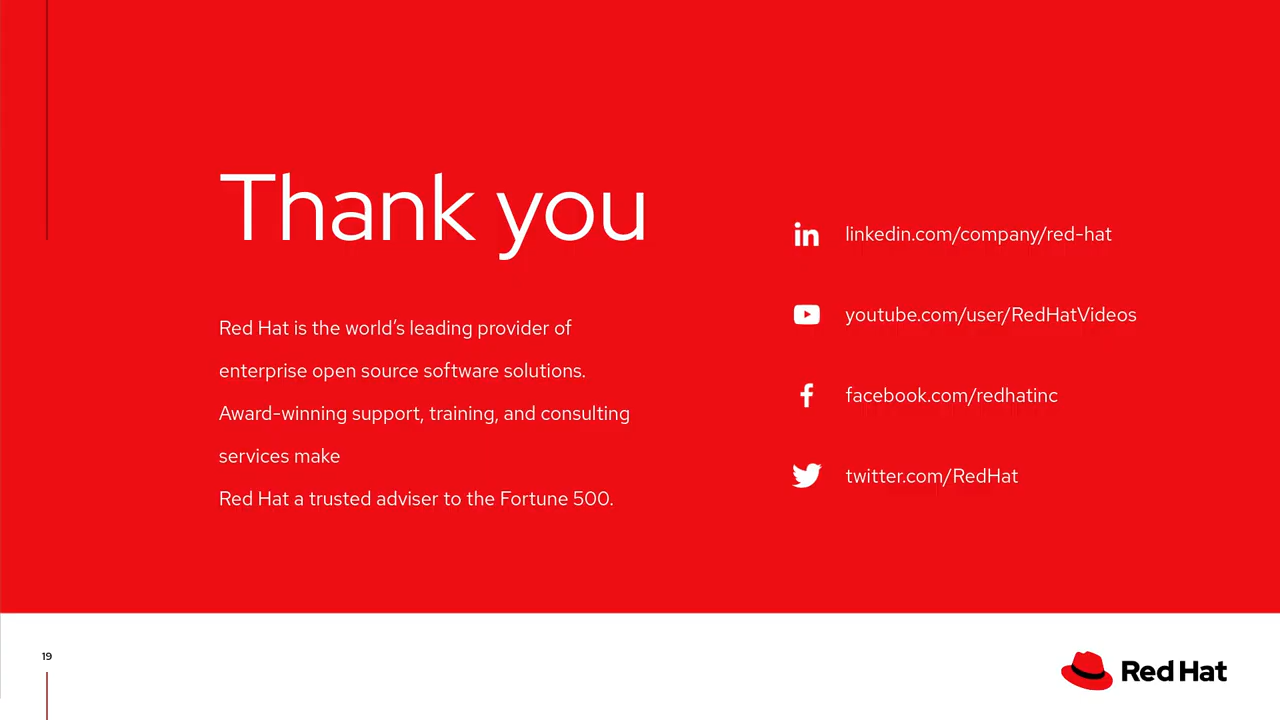 Thank you
Red Hat is the world’s leading provider of
enterprise open source software solutions.
Award-winning support, training, and consulting
services make
Red Hat a trusted adviser to the Fortune 500.
linkedin.com/company/red-hat
youtube.com/user/RedHatVideos
facebook.com/redhatinc
twitter.com/RedHat
19
Red Hat